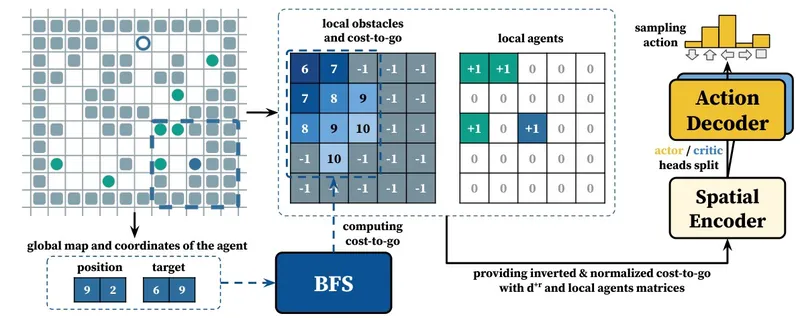 local obstacles
and cost-to-go
6 7 -1 -1 -1
7 8 9 -1 -1
8 9 10 -1 -1
-1 10 -1 -1 -1
-1 -1 -1 -1 -1
local agents
+1 +1 0 0 0
0 0 0 0 0
+1 0 +1 0 0
0 0 0 0 0
0 0 0 0 0
sampling
action
Action
Decoder
actor / critic
heads split
Spatial
Encoder
global map and coordinates of the agent
position target
9 2 6 9
BFS
computing
cost-to-go
providing inverted & normalized cost-to-go
with d*r and local agents matrices